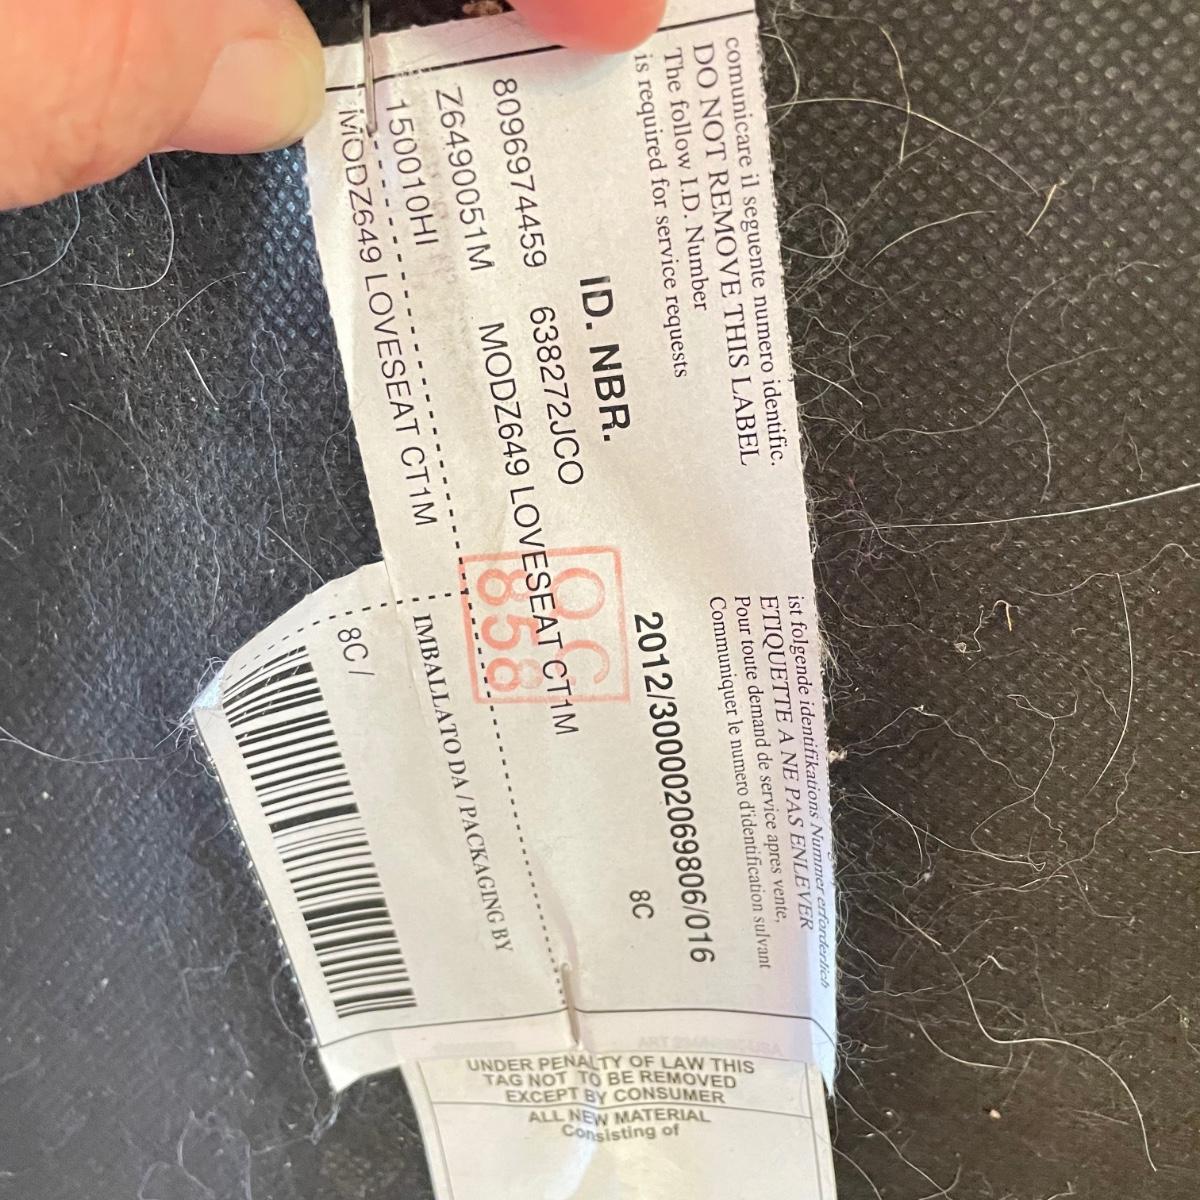 comunicare il seguente numero identific.
DO NOT REMOVE THIS LABEL
The follow I.D. Number
is required for service requests
ist folgende identifikations Nummer erforderlich
ETIQUETTE A NE PAS ENLEVER
Pour toute demand de service apres vente,
Communiquer le numero d'identification sulvant
ID. NBR.
2012/300002069806/016
8096974459 638272JCO
8C
Z6490051M MODZ649 LOVESEAT CT1M
QC
858
150010HI
MODZ649 LOVESEAT CT1M
IMBALLATO DA / PACKAGING BY
8C /
UNDER PENALTY OF LAW THIS
TAG NOT TO BE REMOVED
EXCEPT BY CONSUMER
ALL NEW MATERIAL
Consisting of